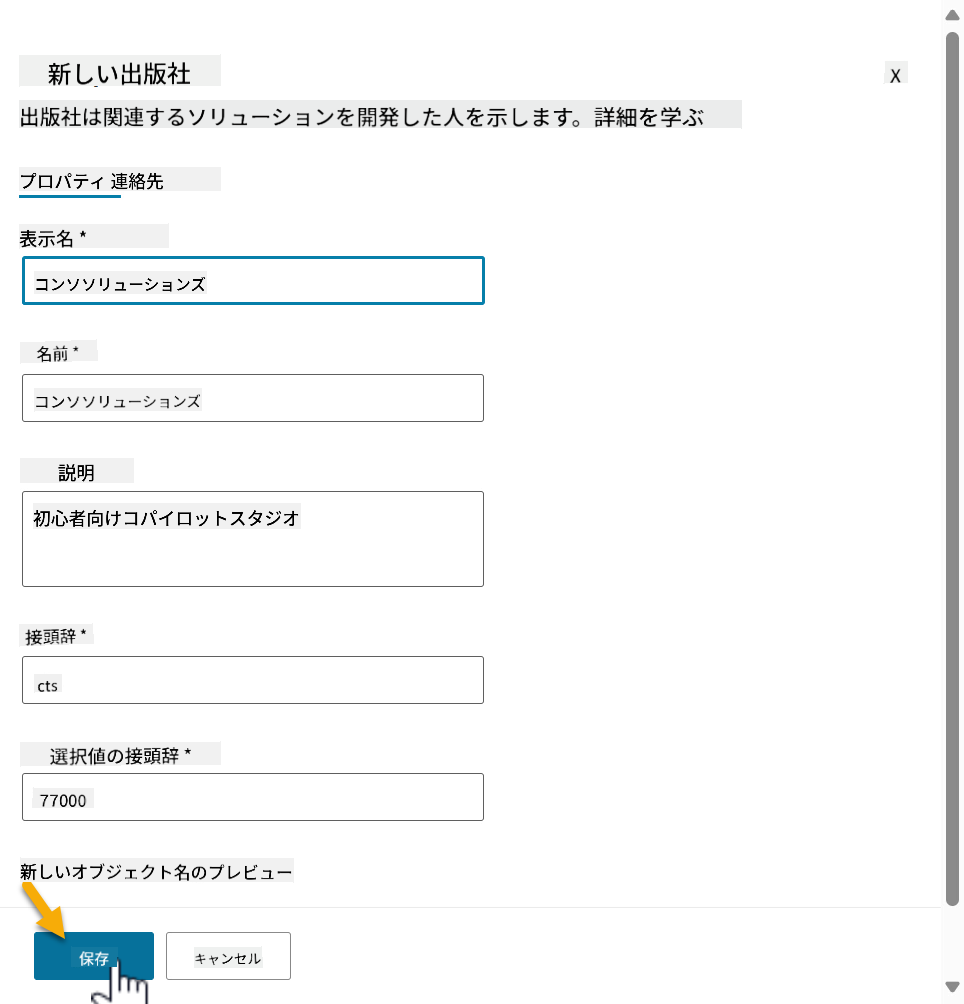 新しい出版社
X
出版社は関連するソリューションを開発した人を示します。詳細を学ぶ
プロパティ 連絡先
表示名 *
コンソソリューションズ
名前 *
コンソソリューションズ
説明
初心者向けコパイロットスタジオ
接頭辞 *
cts
選択値の接頭辞 *
77000
新しいオブジェクト名のプレビュー
保存
キャンセル